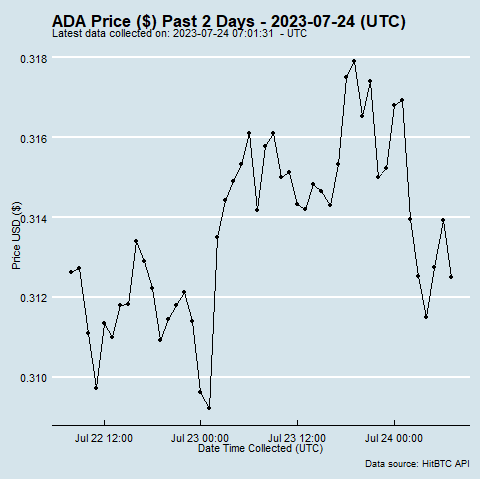 ADA Price ($) Past 2 Days - 2023-07-24 (UTC)
Latest data collected on: 2023-07-24 07:01:31 - UTC
0.318
0.316
0.314
0.312
0.310
Price USD ($)
Jul 22 12:00 Jul 23 00:00 Jul 23 12:00 Jul 24 00:00
Date Time Collected (UTC)
Data source: HitBTC API